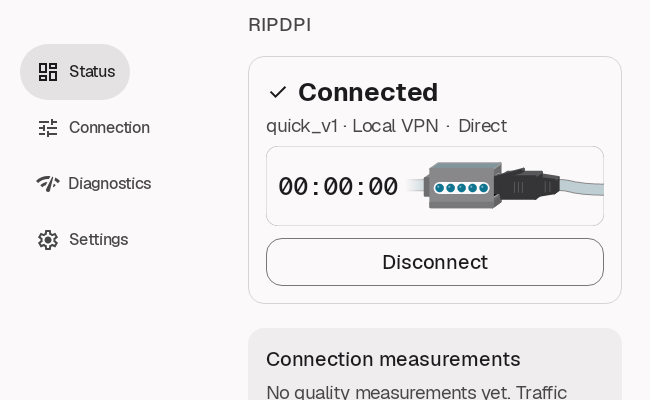 RIPDPI
Status
Connected
Connection
quick_v1 · Local VPN · Direct
Diagnostics
00:00:00
Settings
Disconnect
Connection measurements
No quality measurements yet. Traffic